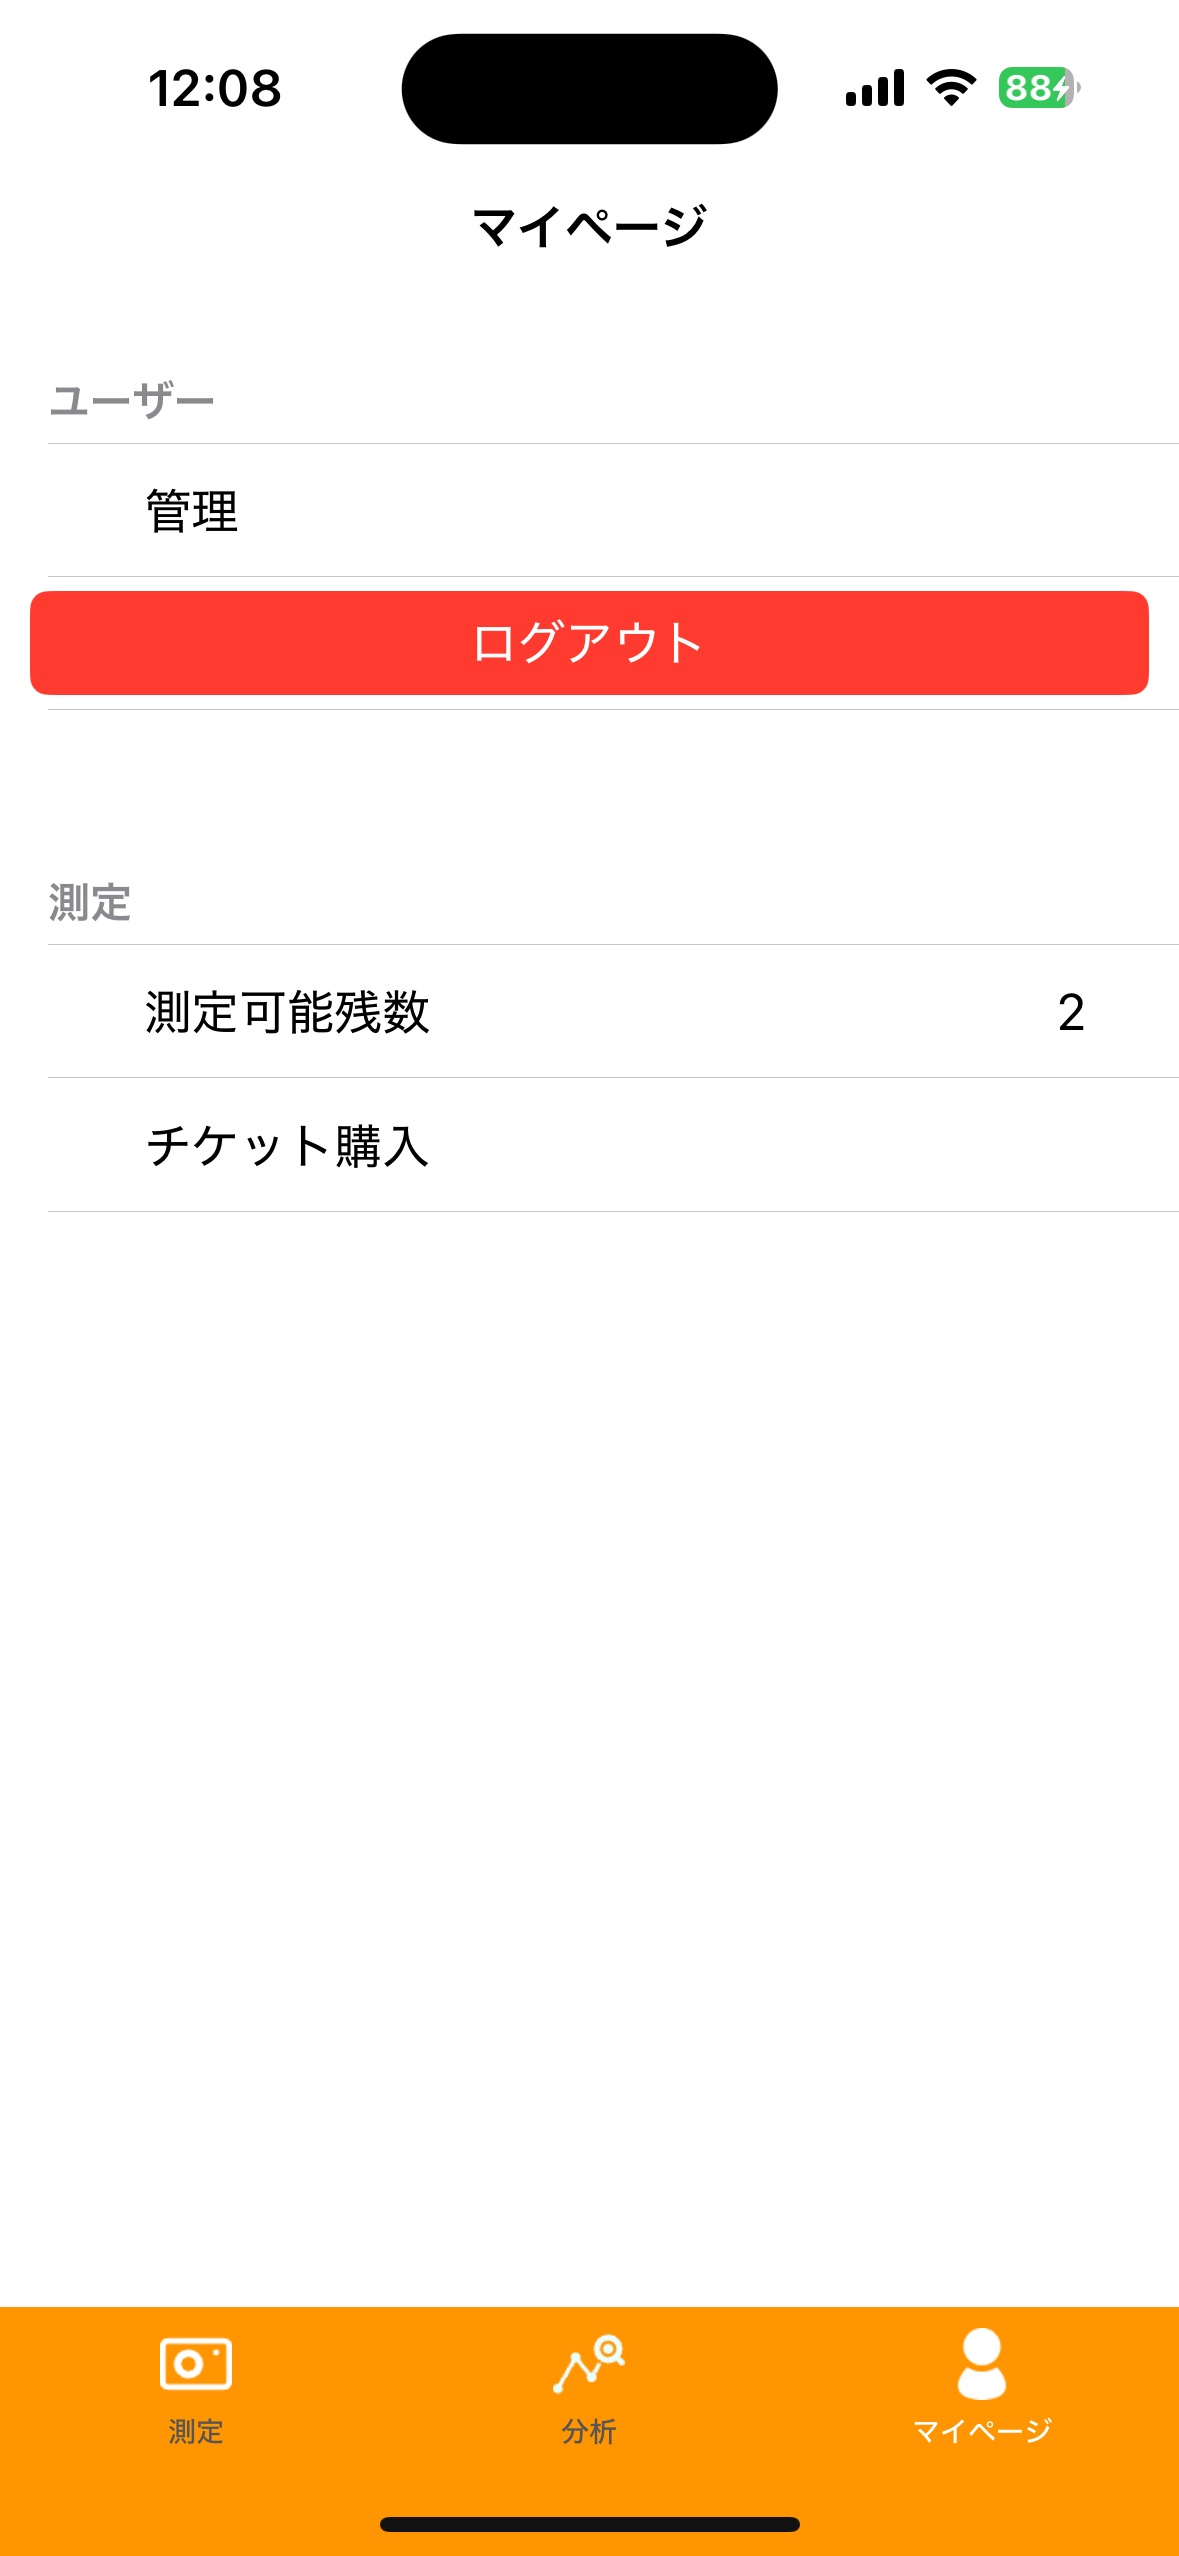 12:08
88
マイページ
ユーザー
管理
ログアウト
測定
測定可能残数 2
チケット購入
測定 分析 マイページ